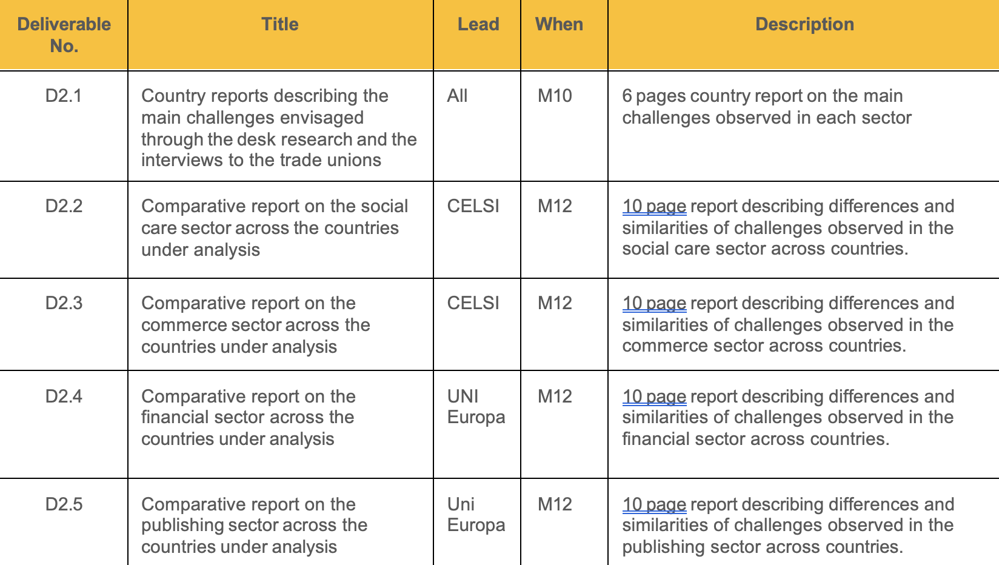 Deliverable No.
Title
Lead
When
Description
D2.1
Country reports describing the
main challenges envisaged
through the desk research and the
interviews to the trade unions
All
M10
6 pages country report on the main
challenges observed in each sector
D2.2
Comparative report on the social
care sector across the countries
under analysis
CELSI
M12
10 page report describing differences and
similarities of challenges observed in the
social care sector across countries.
D2.3
Comparative report on the
commerce sector across the
countries under analysis
CELSI
M12
10 page report describing differences and
similarities of challenges observed in the
commerce sector across countries.
D2.4
Comparative report on the
financial sector across the
countries under analysis
UNI
Europa
M12
10 page report describing differences and
similarities of challenges observed in the
financial sector across countries.
D2.5
Comparative report on the
publishing sector across the
countries under analysis
Uni
Europa
M12
10 page report describing differences and
similarities of challenges observed in the
publishing sector across countries.